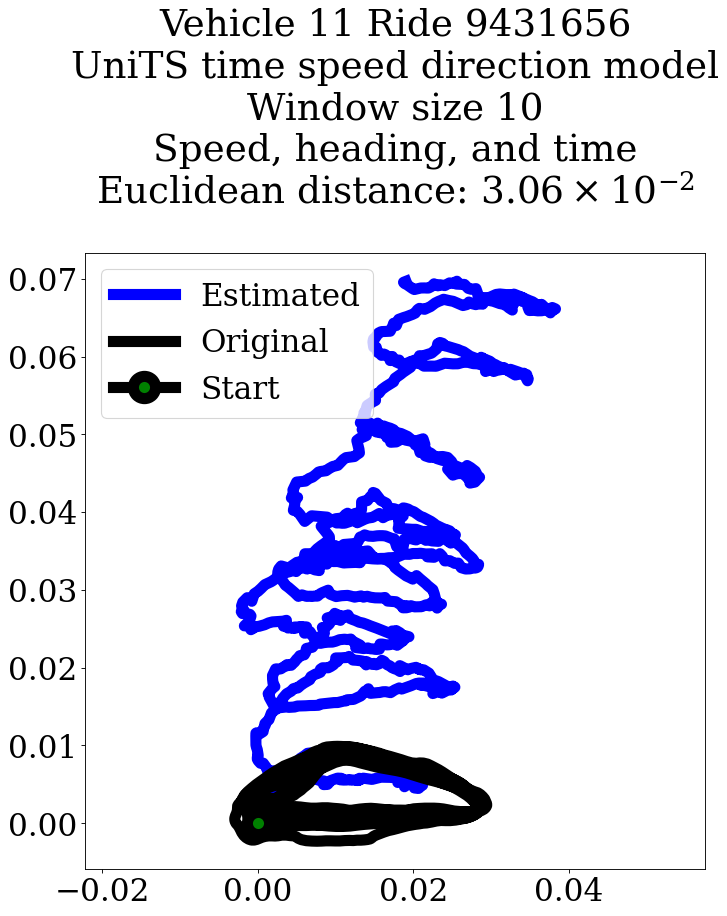 Vehicle 11 Ride 9431656
UniTS time speed direction model
Window size 10
Speed, heading, and time
Euclidean distance: 3.06 × 10⁻²
Estimated
Original
Start
0.07
0.06
0.05
0.04
0.03
0.02
0.01
0.00
−0.02 0.00 0.02 0.04